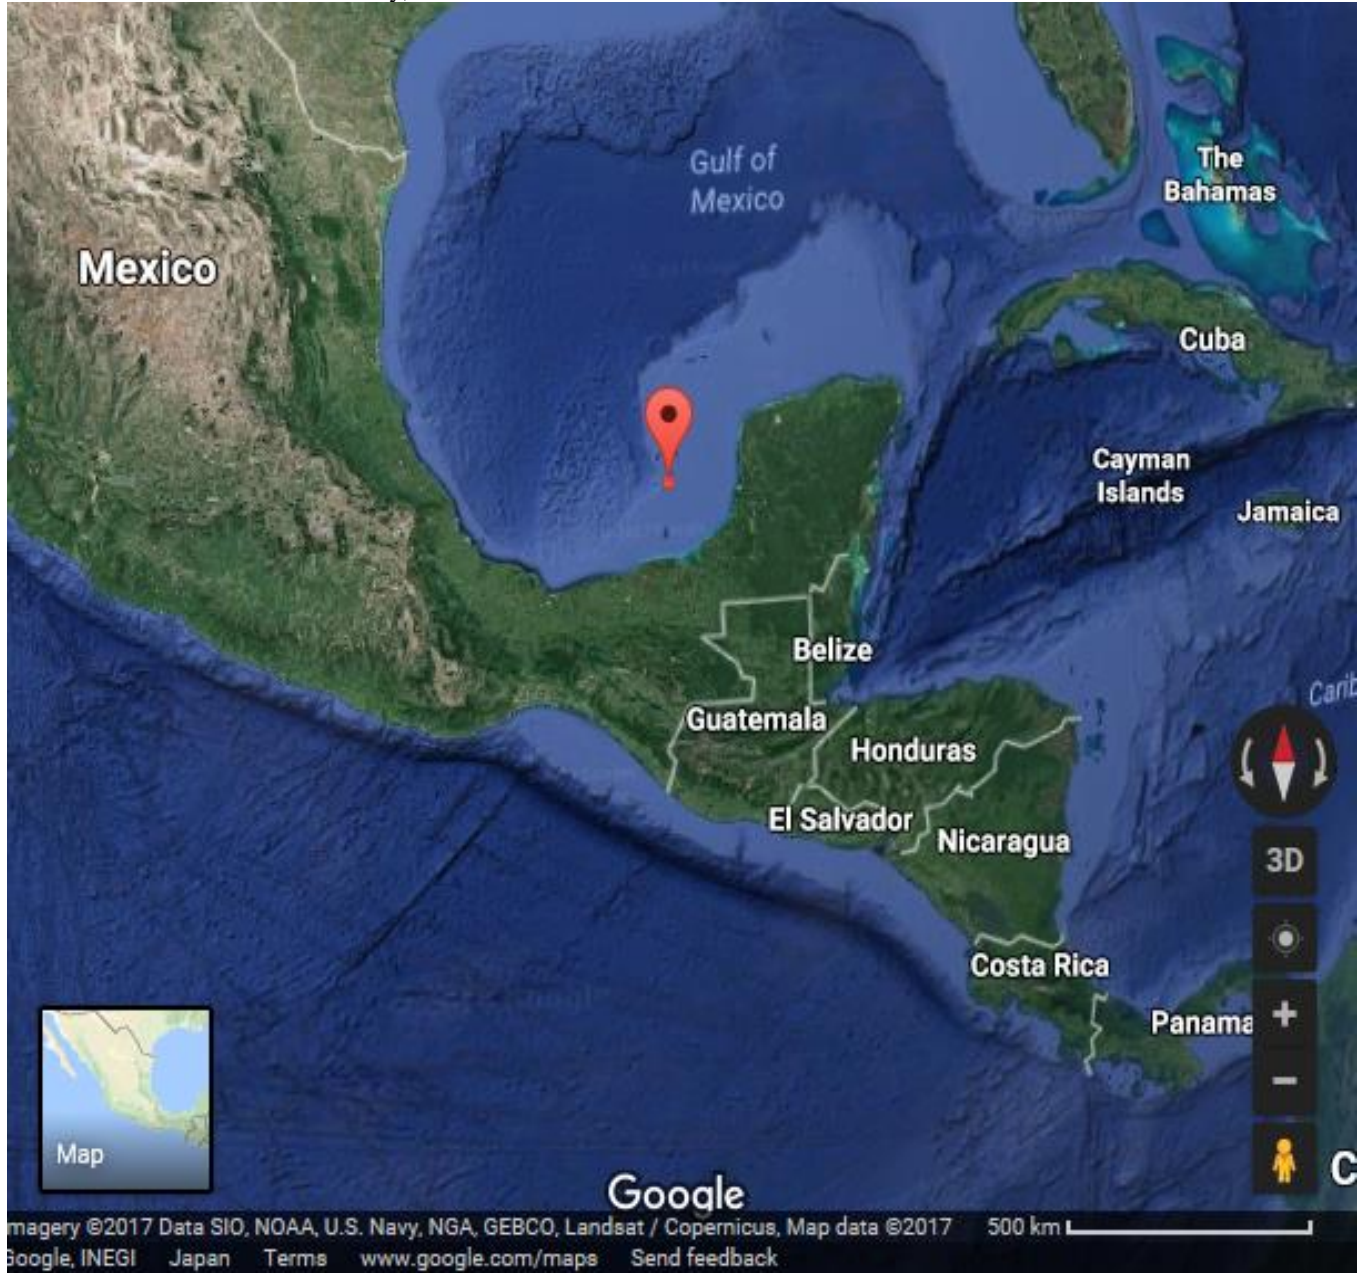 Gulf of
Mexico
The
Bahamas
Mexico
Cuba
Cayman
Islands
Jamaica
Belize
Carib
Guatemala
Honduras
El Salvador
Nicaragua
3D
Costa Rica
Panama
+
−
Map
C
Google
magery ©2017 Data SIO, NOAA, U.S. Navy, NGA, GEBCO, Landsat / Copernicus, Map data ©2017 500 km
Google, INEGI Japan Terms www.google.com/maps Send feedback